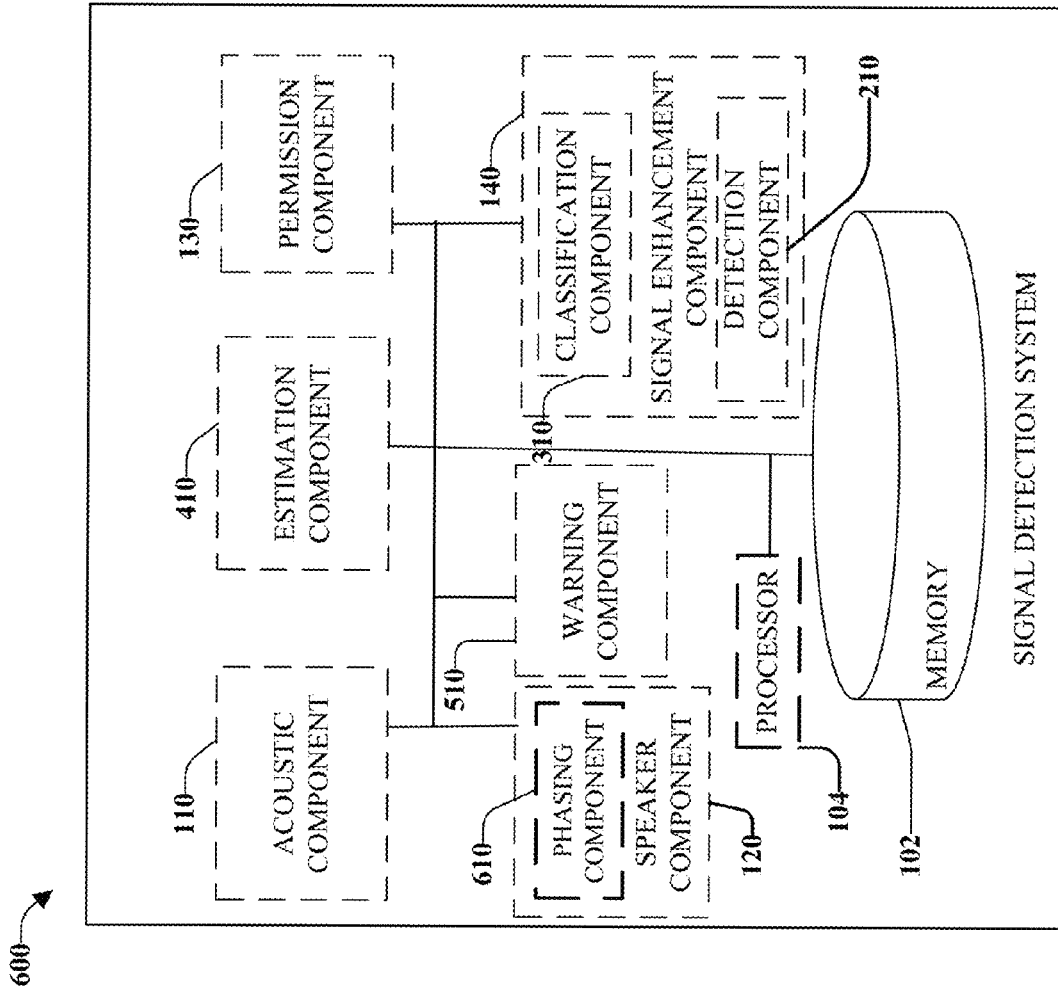 600
110
ACOUSTIC
COMPONENT
410
ESTIMATION
COMPONENT
130
PERMISSION
COMPONENT
610
PHASING
COMPONENT
SPEAKER
COMPONENT
120
510
WARNING
COMPONENT
310
140
CLASSIFICATION
COMPONENT
SIGNAL ENHANCEMENT
COMPONENT
DETECTION
COMPONENT
210
PROCESSOR
104
MEMORY
102
SIGNAL DETECTION SYSTEM